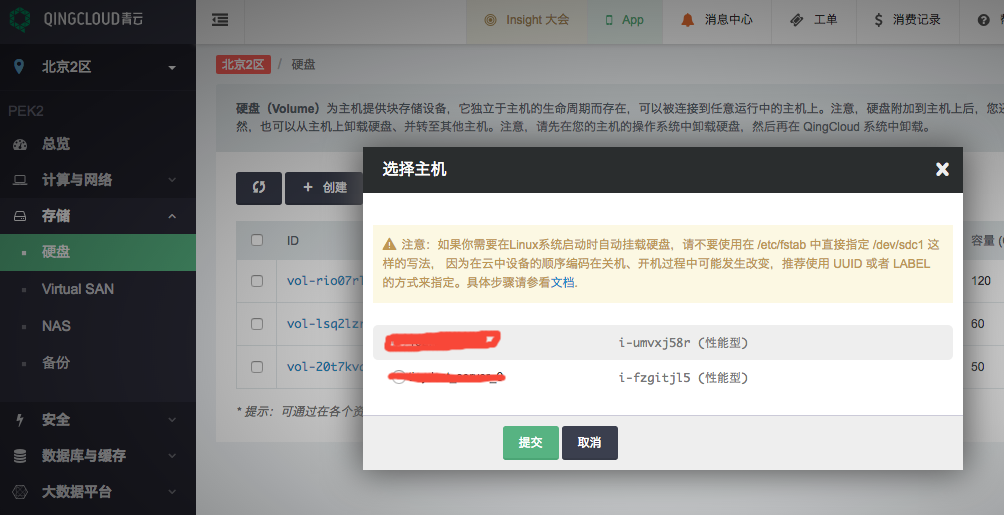 QINGCLOUD青云
Insight 大会
App
消息中心
工单
消费记录
北京2区
北京2区 / 硬盘
PEK2
总览
计算与网络
存储
硬盘
Virtual SAN
NAS
备份
安全
数据库与缓存
大数据平台
硬盘（Volume）为主机提供块存储设备，它独立于主机的生命周期而存在，可以被连接到任意运行中的主机上。注意，硬盘附加到主机上后，您还
然，也可以从主机上卸载硬盘、并转至其他主机。注意，请先在您的主机的操作系统中卸载硬盘，然后再在 QingCloud 系统中卸载。
+ 创建
ID
容量 (
vol-rio07r
120
vol-lsq2lz
60
vol-20t7kv
50
* 提示：可通过在各个资
选择主机
注意：如果你需要在Linux系统启动时自动挂载硬盘，请不要使用在 /etc/fstab 中直接指定 /dev/sdc1 这
样的写法， 因为在云中设备的顺序编码在关机、开机过程中可能发生改变，推荐使用 UUID 或者 LABEL
的方式来指定。具体步骤请参看文档.
i-umvxj58r (性能型)
i-fzgitjl5 (性能型)
提交
取消